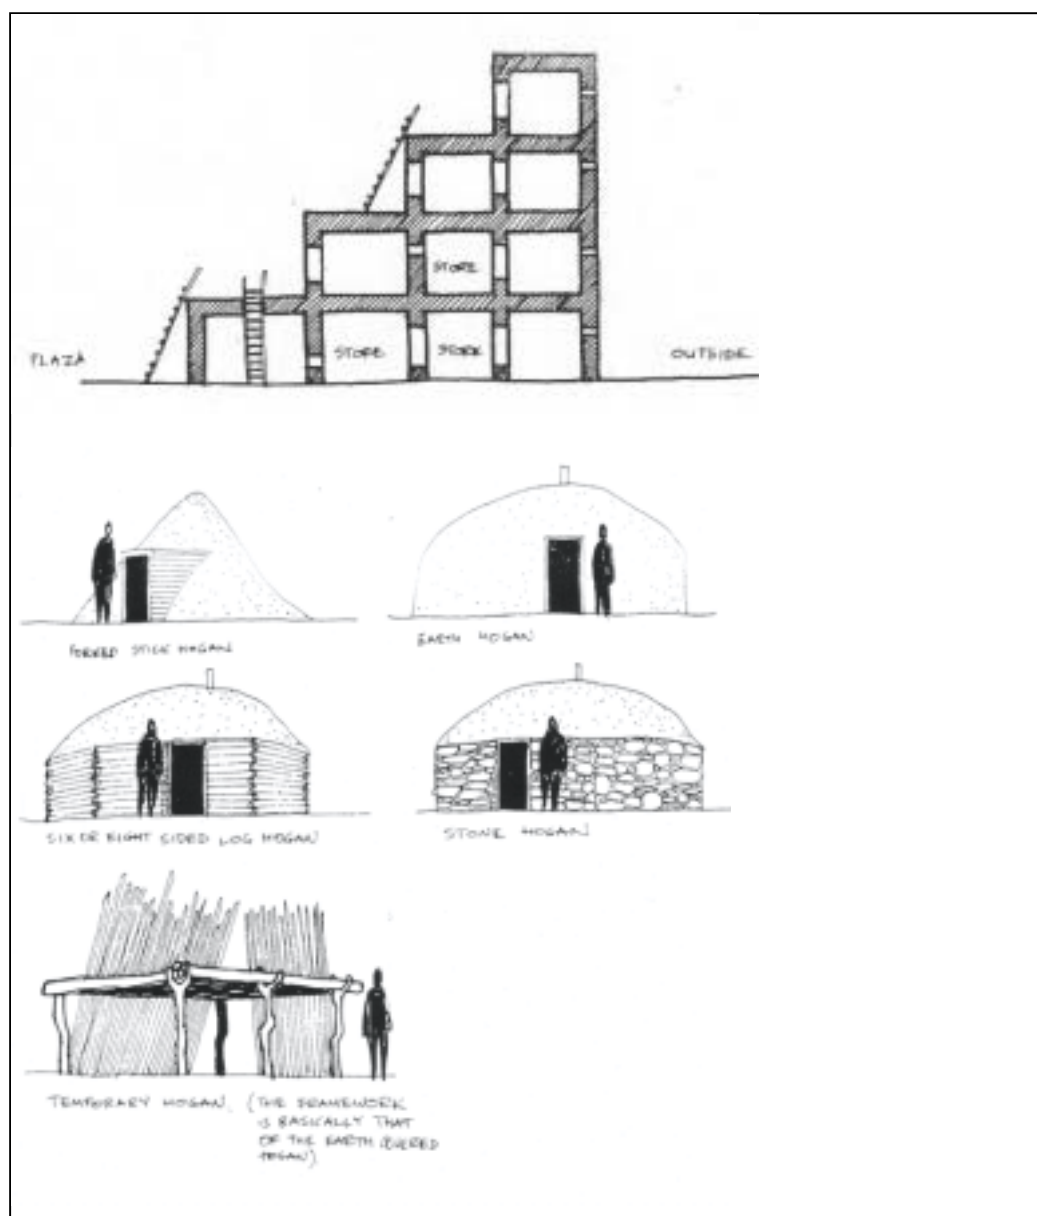 STORE
PLAZA
STORE
STORE
OUTSIDE
FORKED STICK HOGAN
EARTH HOGAN
SIX OR EIGHT SIDED LOG HOGAN
STONE HOGAN
TEMPORARY HOGAN. (THE FRAMEWORK
IS BASICALLY THAT
OF THE EARTH COVERED
HOGAN).